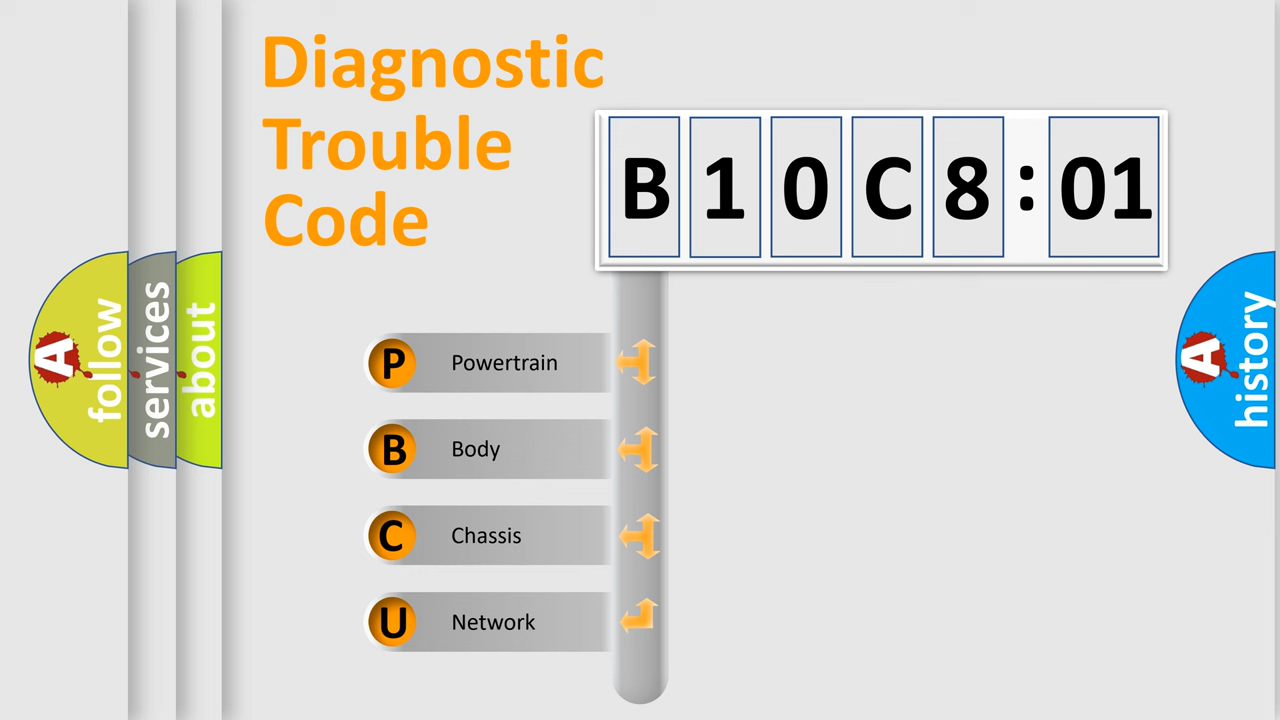 Diagnostic
Trouble
Code
B 1 0 C 8 : 01
P Powertrain
B Body
C Chassis
U Network
A follow
services
about
A history